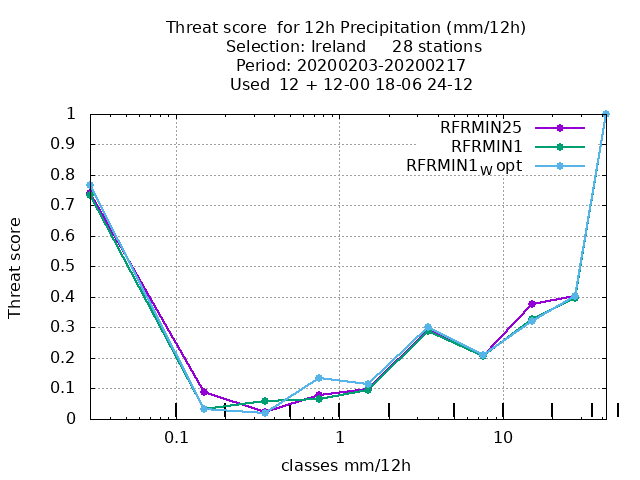 Threat score  for 12h Precipitation (mm/12h)
Selection: Ireland     28 stations
Period: 20200203-20200217
Used  12 + 12-00 18-06 24-12
RFRMIN25
RFRMIN1
RFRMIN1W opt
Threat score
1
0.9
0.8
0.7
0.6
0.5
0.4
0.3
0.2
0.1
0
0.1 1 10
classes mm/12h